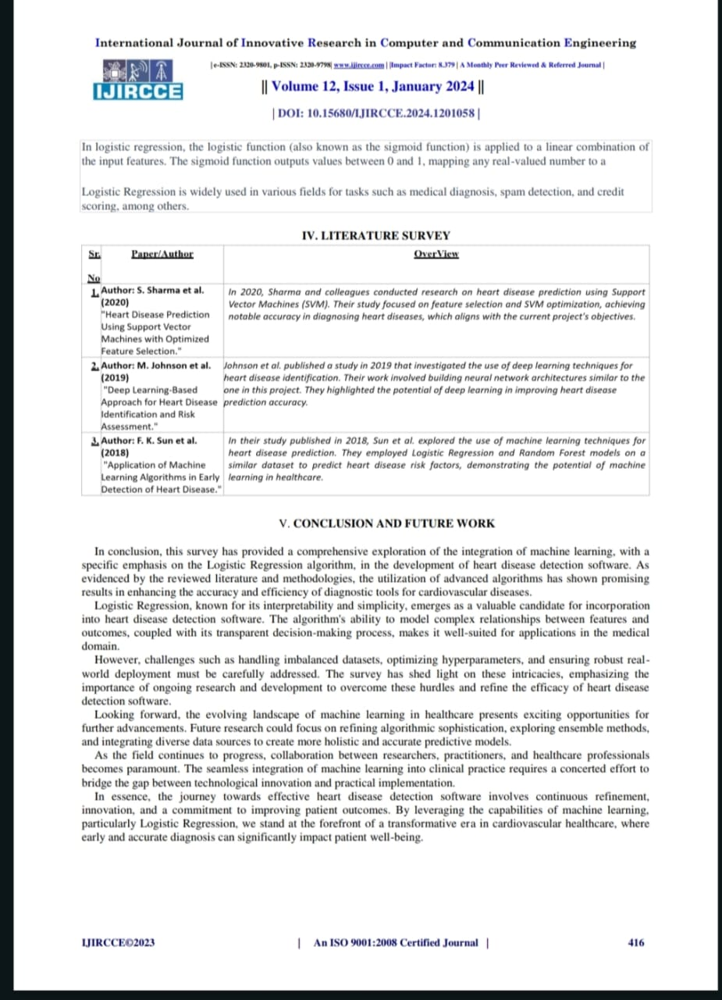 International Journal of Innovative Research in Computer and Communication Engineering
|e-ISSN: 2320-9801, p-ISSN: 2320-9798| www.ijircce.com | |Impact Factor: 8.379 | A Monthly Peer Reviewed & Referred Journal |
IJIRCCE
|| Volume 12, Issue 1, January 2024 ||
| DOI: 10.15680/IJIRCCE.2024.1201058 |
In logistic regression, the logistic function (also known as the sigmoid function) is applied to a linear combination of
the input features. The sigmoid function outputs values between 0 and 1, mapping any real-valued number to a
Logistic Regression is widely used in various fields for tasks such as medical diagnosis, spam detection, and credit
scoring, among others.
IV. LITERATURE SURVEY
Sr.
No
Paper/Author
OverView
1. Author: S. Sharma et al.
(2020)
"Heart Disease Prediction
Using Support Vector
Machines with Optimized
Feature Selection."
In 2020, Sharma and colleagues conducted research on heart disease prediction using Support
Vector Machines (SVM). Their study focused on feature selection and SVM optimization, achieving
notable accuracy in diagnosing heart diseases, which aligns with the current project's objectives.
2. Author: M. Johnson et al.
(2019)
"Deep Learning-Based
Approach for Heart Disease
Identification and Risk
Assessment."
Johnson et al. published a study in 2019 that investigated the use of deep learning techniques for
heart disease identification. Their work involved building neural network architectures similar to the
one in this project. They highlighted the potential of deep learning in improving heart disease
prediction accuracy.
3. Author: F. K. Sun et al.
(2018)
"Application of Machine
Learning Algorithms in Early
Detection of Heart Disease."
In their study published in 2018, Sun et al. explored the use of machine learning techniques for
heart disease prediction. They employed Logistic Regression and Random Forest models on a
similar dataset to predict heart disease risk factors, demonstrating the potential of machine
learning in healthcare.
V. CONCLUSION AND FUTURE WORK
In conclusion, this survey has provided a comprehensive exploration of the integration of machine learning, with a
specific emphasis on the Logistic Regression algorithm, in the development of heart disease detection software. As
evidenced by the reviewed literature and methodologies, the utilization of advanced algorithms has shown promising
results in enhancing the accuracy and efficiency of diagnostic tools for cardiovascular diseases.
Logistic Regression, known for its interpretability and simplicity, emerges as a valuable candidate for incorporation
into heart disease detection software. The algorithm's ability to model complex relationships between features and
outcomes, coupled with its transparent decision-making process, makes it well-suited for applications in the medical
domain.
However, challenges such as handling imbalanced datasets, optimizing hyperparameters, and ensuring robust real-
world deployment must be carefully addressed. The survey has shed light on these intricacies, emphasizing the
importance of ongoing research and development to overcome these hurdles and refine the efficacy of heart disease
detection software.
Looking forward, the evolving landscape of machine learning in healthcare presents exciting opportunities for
further advancements. Future research could focus on refining algorithmic sophistication, exploring ensemble methods,
and integrating diverse data sources to create more holistic and accurate predictive models.
As the field continues to progress, collaboration between researchers, practitioners, and healthcare professionals
becomes paramount. The seamless integration of machine learning into clinical practice requires a concerted effort to
bridge the gap between technological innovation and practical implementation.
In essence, the journey towards effective heart disease detection software involves continuous refinement,
innovation, and a commitment to improving patient outcomes. By leveraging the capabilities of machine learning,
particularly Logistic Regression, we stand at the forefront of a transformative era in cardiovascular healthcare, where
early and accurate diagnosis can significantly impact patient well-being.
IJIRCCE©2023 | An ISO 9001:2008 Certified Journal | 416